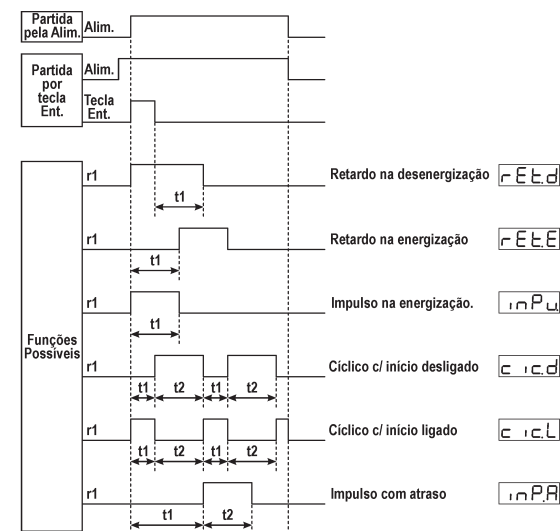 Partida
pela Alim.
Alim.
Partida
por
tecla
Ent.
Alim.
Tecla
Ent.
Funções
Possíveis
r1
t1
Retardo na desenergização
rEt.d
r1
t1
Retardo na energização
rEt.E
r1
t1
Impulso na energização.
inPu.
r1
t1 t2 t1 t2
Cíclico c/ início desligado
cic.d
r1
t1 t2 t1 t2
Cíclico c/ início ligado
cic.L
r1
t1 t2
Impulso com atraso
inP.A